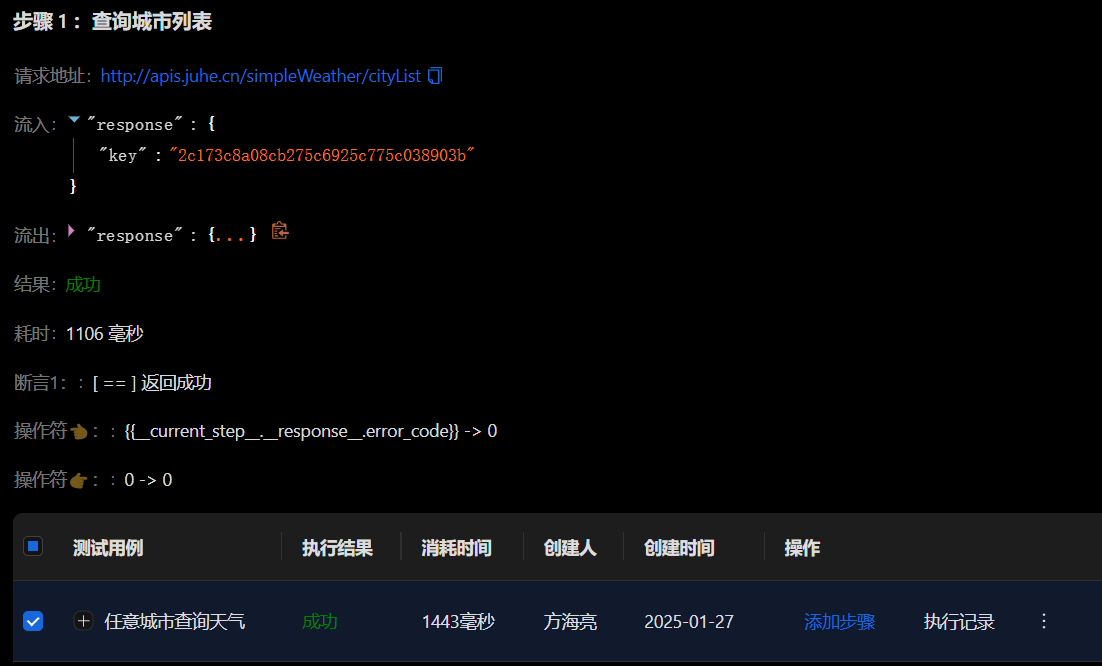 步骤 1： 查询城市列表
请求地址： http://apis.juhe.cn/simpleWeather/cityList
流入： "response" : {
"key" : "2c173c8a08cb275c6925c775c038903b"
}
流出： "response" : {...}
结果： 成功
耗时： 1106 毫秒
断言1： : [ == ] 返回成功
操作符👈： : {{__current_step__.__response__.error_code}} -> 0
操作符👉： : 0 -> 0
测试用例 执行结果 消耗时间 创建人 创建时间 操作
任意城市查询天气 成功 1443毫秒 方海亮 2025-01-27 添加步骤 执行记录